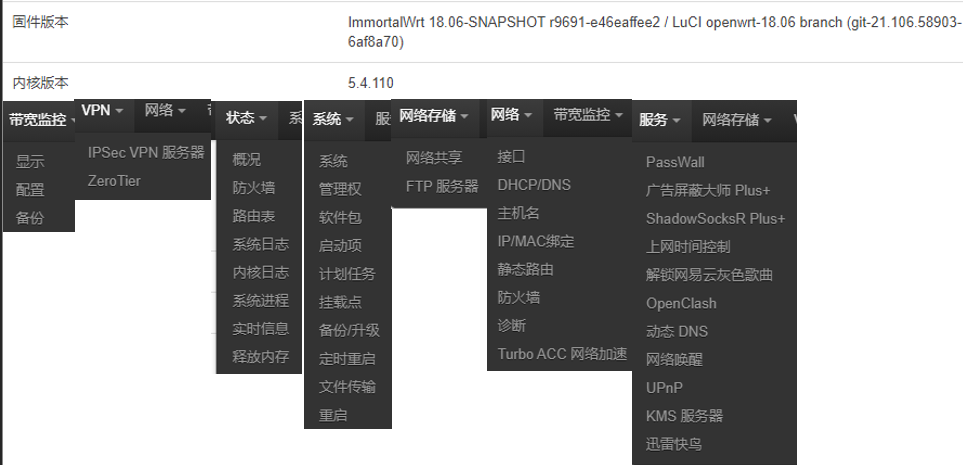 固件版本
ImmortalWrt 18.06-SNAPSHOT r9691-e46eaffee2 / LuCI openwrt-18.06 branch (git-21.106.58903-
6af8a70)
内核版本
5.4.110
带宽监控
显示
配置
备份
VPN
网络
IPSec VPN 服务器
ZeroTier
状态
概况
防火墙
路由表
系统日志
内核日志
系统进程
实时信息
释放内存
系统
系统
管理权
软件包
启动项
计划任务
挂载点
备份/升级
定时重启
文件传输
重启
网络存储
网络共享
FTP 服务器
网络
带宽监控
接口
DHCP/DNS
主机名
IP/MAC绑定
静态路由
防火墙
诊断
Turbo ACC 网络加速
服务
网络存储
PassWall
广告屏蔽大师 Plus+
ShadowSocksR Plus+
上网时间控制
解锁网易云灰色歌曲
OpenClash
动态 DNS
网络唤醒
UPnP
KMS 服务器
迅雷快鸟